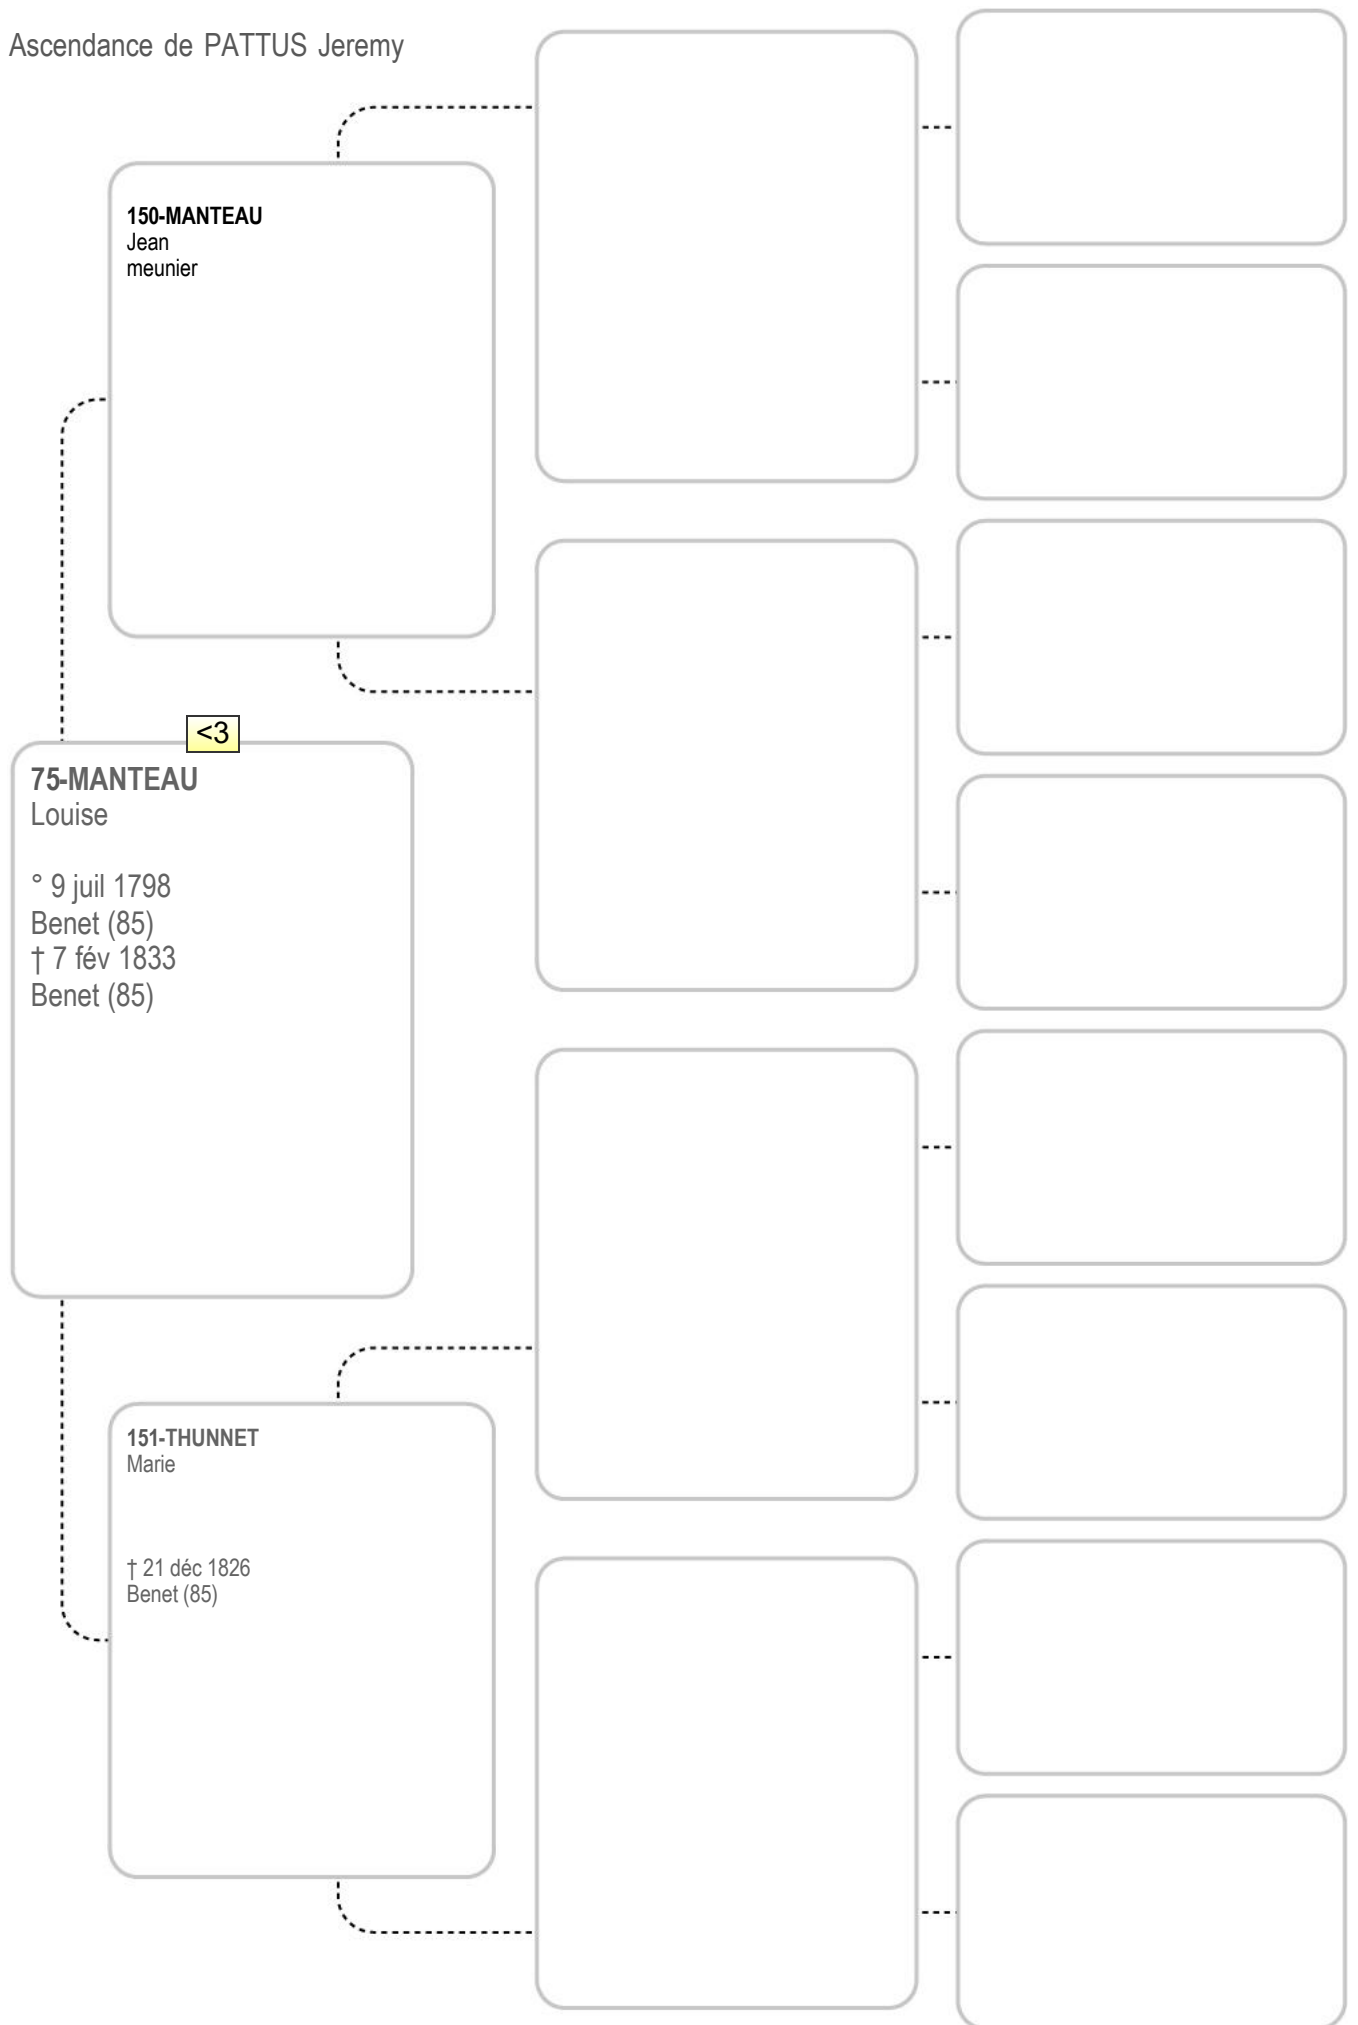 Ascendance de PATTUS Jeremy
150-MANTEAU
Jean
meunier
<3
75-MANTEAU
Louise
° 9 juil 1798
Benet (85)
† 7 fév 1833
Benet (85)
151-THUNNET
Marie
† 21 déc 1826
Benet (85)